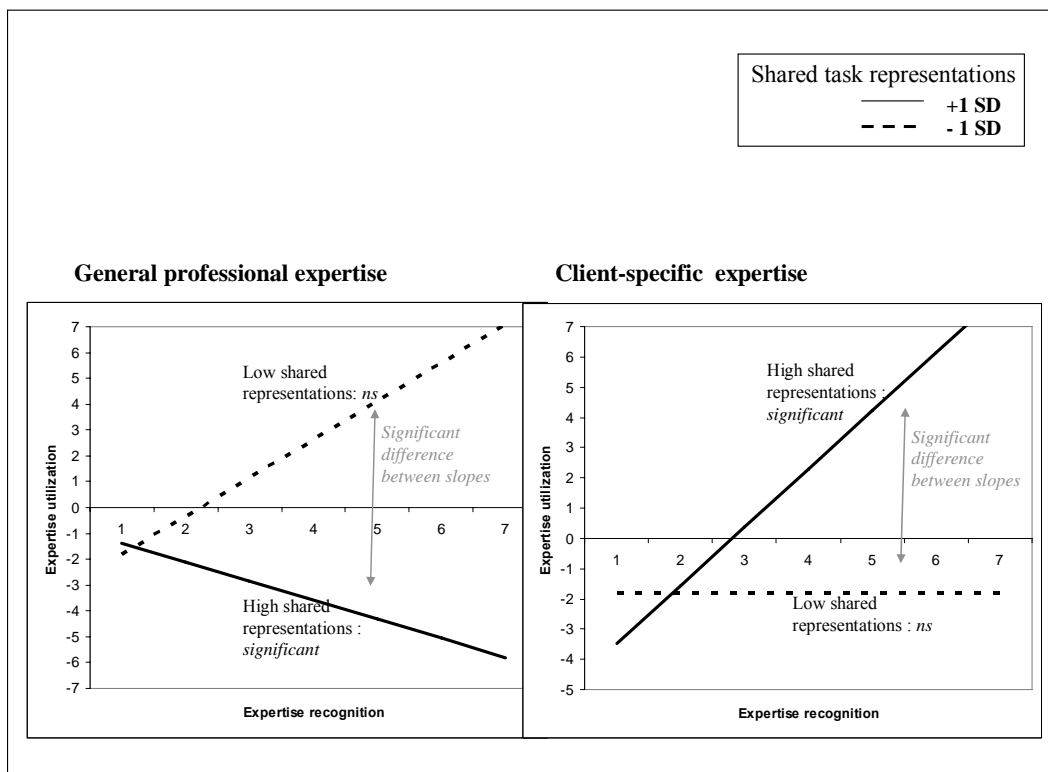 Shared task representations
+1 SD
- 1 SD
General professional expertise
Client-specific expertise
Expertise utilization
7
6
5
4
3
2
1
0
-1
-2
-3
-4
-5
-6
-7
1 2 3 4 5 6 7
Low shared
representations: ns
Significant
difference
between slopes
High shared
representations :
significant
Expertise recognition
Expertise utilization
7
6
5
4
3
2
1
0
-1
-2
-3
-4
-5
1 2 3 4 5 6 7
High shared
representations :
significant
Significant
difference
between slopes
Low shared
representations : ns
Expertise recognition